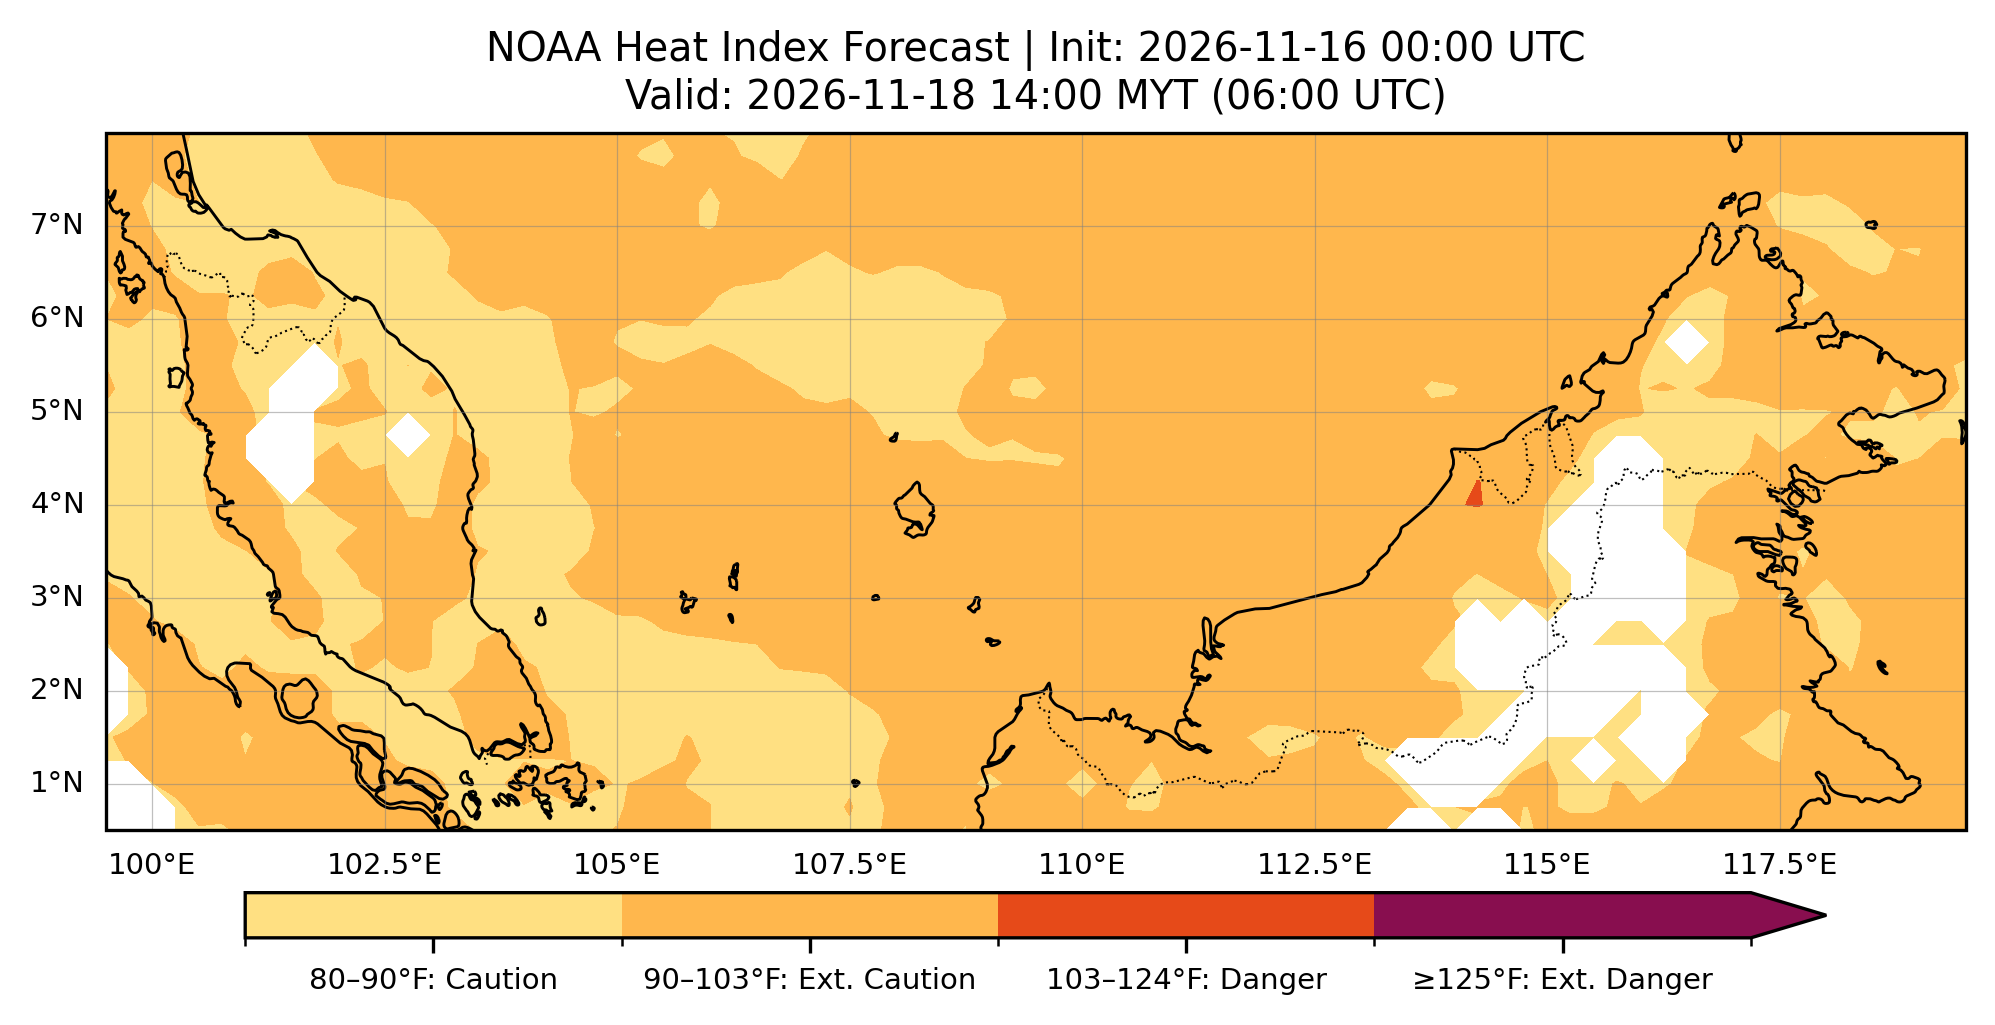 NOAA Heat Index Forecast | Init: 2026-11-16 00:00 UTC
Valid: 2026-11-18 14:00 MYT (06:00 UTC)
7°N
6°N
5°N
4°N
3°N
2°N
1°N
100°E 102.5°E 105°E 107.5°E 110°E 112.5°E 115°E 117.5°E
80–90°F: Caution 90–103°F: Ext. Caution 103–124°F: Danger ≥125°F: Ext. Danger